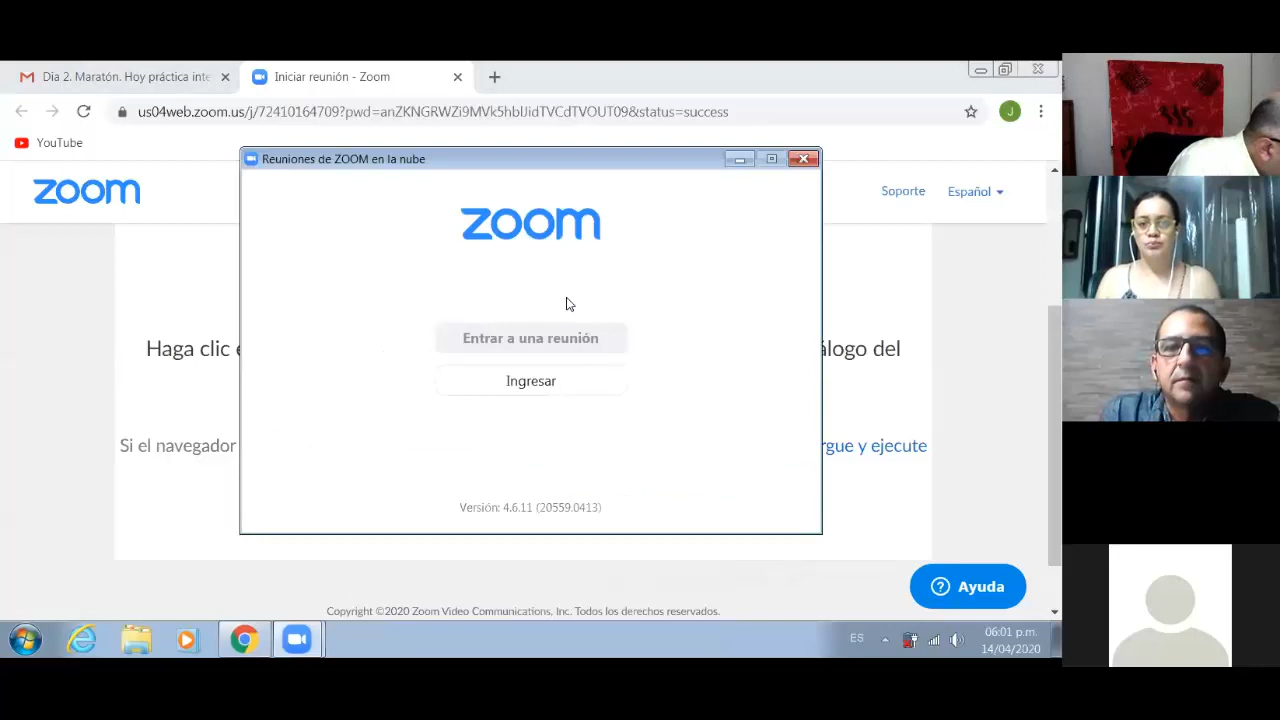 Día 2. Maratón. Hoy práctica inte
Iniciar reunión - Zoom
us04web.zoom.us/j/72410164709?pwd=anZKNGRWZi9MVk5hblJidTVCdTVOUT09&status=success
J
YouTube
Reuniones de ZOOM en la nube
zoom
Soporte
Español
zoom
Entrar a una reunión
Haga clic e
álogo del
Ingresar
Si el navegador
rgue y ejecute
Versión: 4.6.11 (20559.0413)
Ayuda
Copyright ©2020 Zoom Video Communications, Inc. Todos los derechos reservados.
ES
06:01 p.m.
14/04/2020